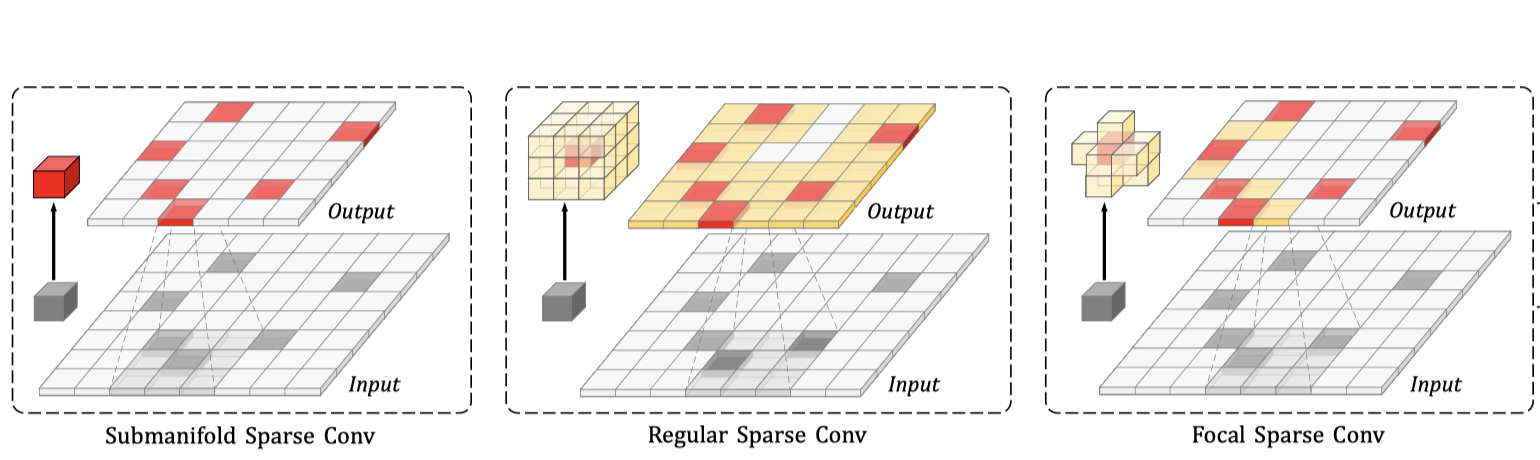 Output
Input
Submanifold Sparse Conv
Output
Input
Regular Sparse Conv
Output
Input
Focal Sparse Conv